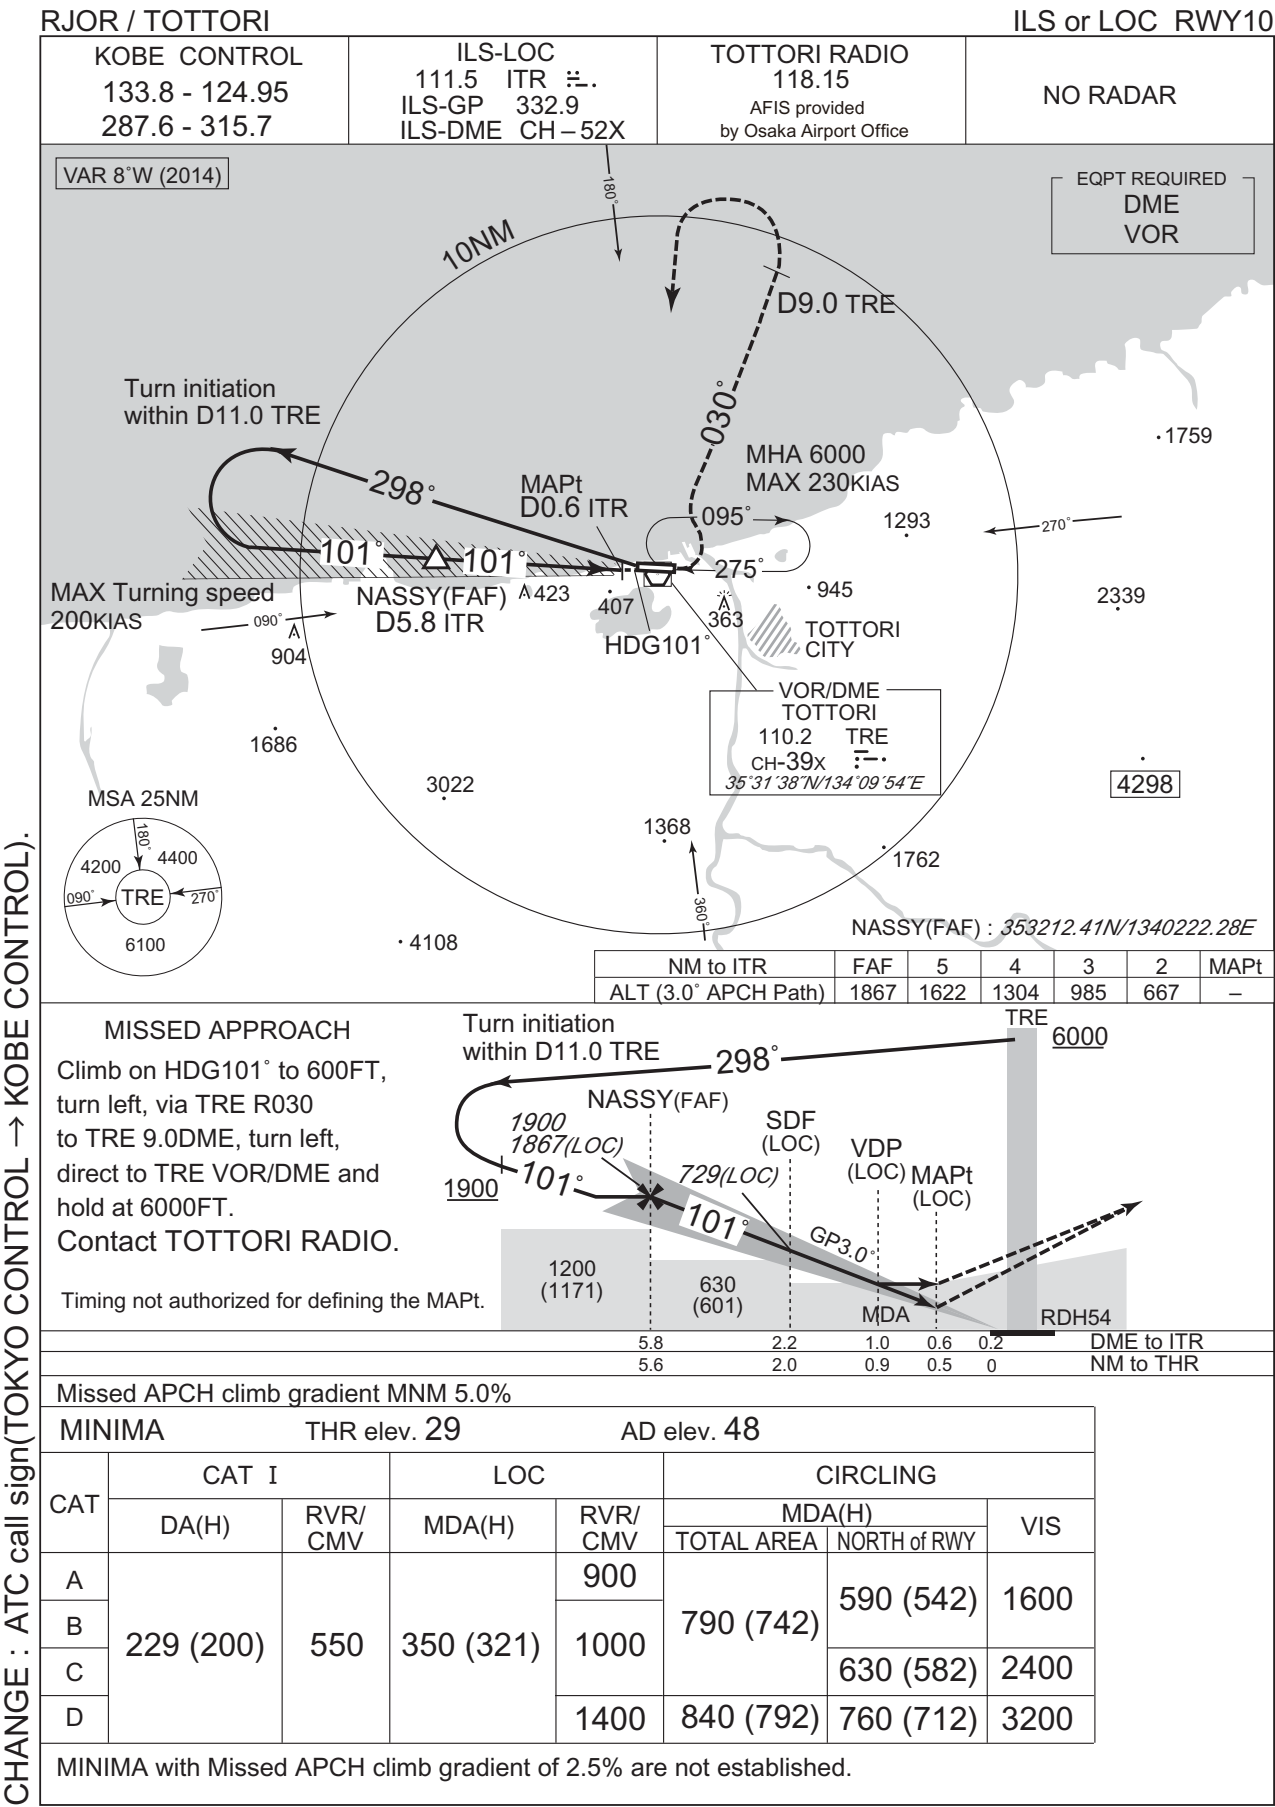 RJOR / TOTTORI
ILS or LOC RWY10
KOBE CONTROL
133.8 - 124.95
287.6 - 315.7
ILS-LOC
111.5 ITR
ILS-GP 332.9
ILS-DME CH – 52X
TOTTORI RADIO
118.15
AFIS provided
by Osaka Airport Office
NO RADAR
VAR 8°W (2014)
180°
EQPT REQUIRED
DME
VOR
10NM
D9.0 TRE
Turn initiation
within D11.0 TRE
030°
1759
MHA 6000
MAX 230KIAS
298°
MAPt
D0.6 ITR
095°
1293
270°
101°
101°
275°
MAX Turning speed
200KIAS
NASSY(FAF)
D5.8 ITR
423
407
945
2339
090°
363
904
HDG101°
TOTTORI
CITY
VOR/DME
TOTTORI
110.2 TRE
CH-39X
35°31′38″N/134°09′54″E
1686
3022
4298
MSA 25NM
180°
4200
4400
090°
TRE
270°
6100
1368
1762
360°
4108
NASSY(FAF) : 353212.41N/1340222.28E
NM to ITR FAF 5 4 3 2 MAPt
ALT (3.0° APCH Path) 1867 1622 1304 985 667 –
MISSED APPROACH
Climb on HDG101° to 600FT,
turn left, via TRE R030
to TRE 9.0DME, turn left,
direct to TRE VOR/DME and
hold at 6000FT.
Contact TOTTORI RADIO.
Timing not authorized for defining the MAPt.
Turn initiation
within D11.0 TRE
TRE
6000
298°
NASSY(FAF)
1900
1867(LOC)
SDF
(LOC)
VDP
(LOC)
MAPt
(LOC)
729(LOC)
1900
101°
101°
GP3.0°
1200
(1171)
630
(601)
MDA
RDH54
5.8 2.2 1.0 0.6 0.2 DME to ITR
5.6 2.0 0.9 0.5 0 NM to THR
Missed APCH climb gradient MNM 5.0%
MINIMA THR elev. 29 AD elev. 48
CAT
CAT I
LOC
CIRCLING
DA(H)
RVR/
CMV
MDA(H)
RVR/
CMV
MDA(H)
TOTAL AREA
NORTH of RWY
VIS
A
B
C
D
229 (200)
550
350 (321)
900
1000
1400
790 (742)
840 (792)
590 (542)
630 (582)
760 (712)
1600
2400
3200
MINIMA with Missed APCH climb gradient of 2.5% are not established.
CHANGE : ATC call sign(TOKYO CONTROL → KOBE CONTROL).